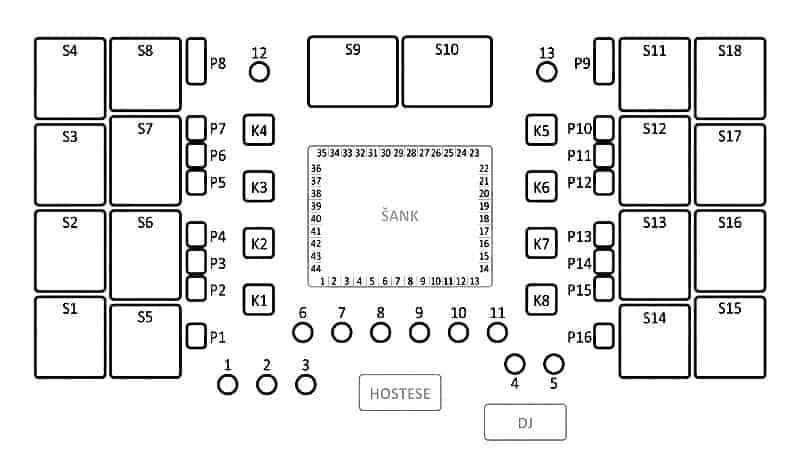 S4 S8 P8 12 S9 S10 13 P9 S11 S18
S3 S7 P7 K4 K5 P10 S12 S17
P6 P11
P5 K3 K6 P12
35 34 33 32 31 30 29 28 27 26 25 24 23
36 22
37 21
38 20
39 19
40 18
41 17
42 16
43 15
44 14
ŠANK
1 2 3 4 5 6 7 8 9 10 11 12 13
S2 S6 P4 K2 K7 P13 S13 S16
P3 P14
P2 K1 K8 P15
S1 S5 P1 6 7 8 9 10 11 P16 S14 S15
1 2 3 4 5
HOSTESE
DJ